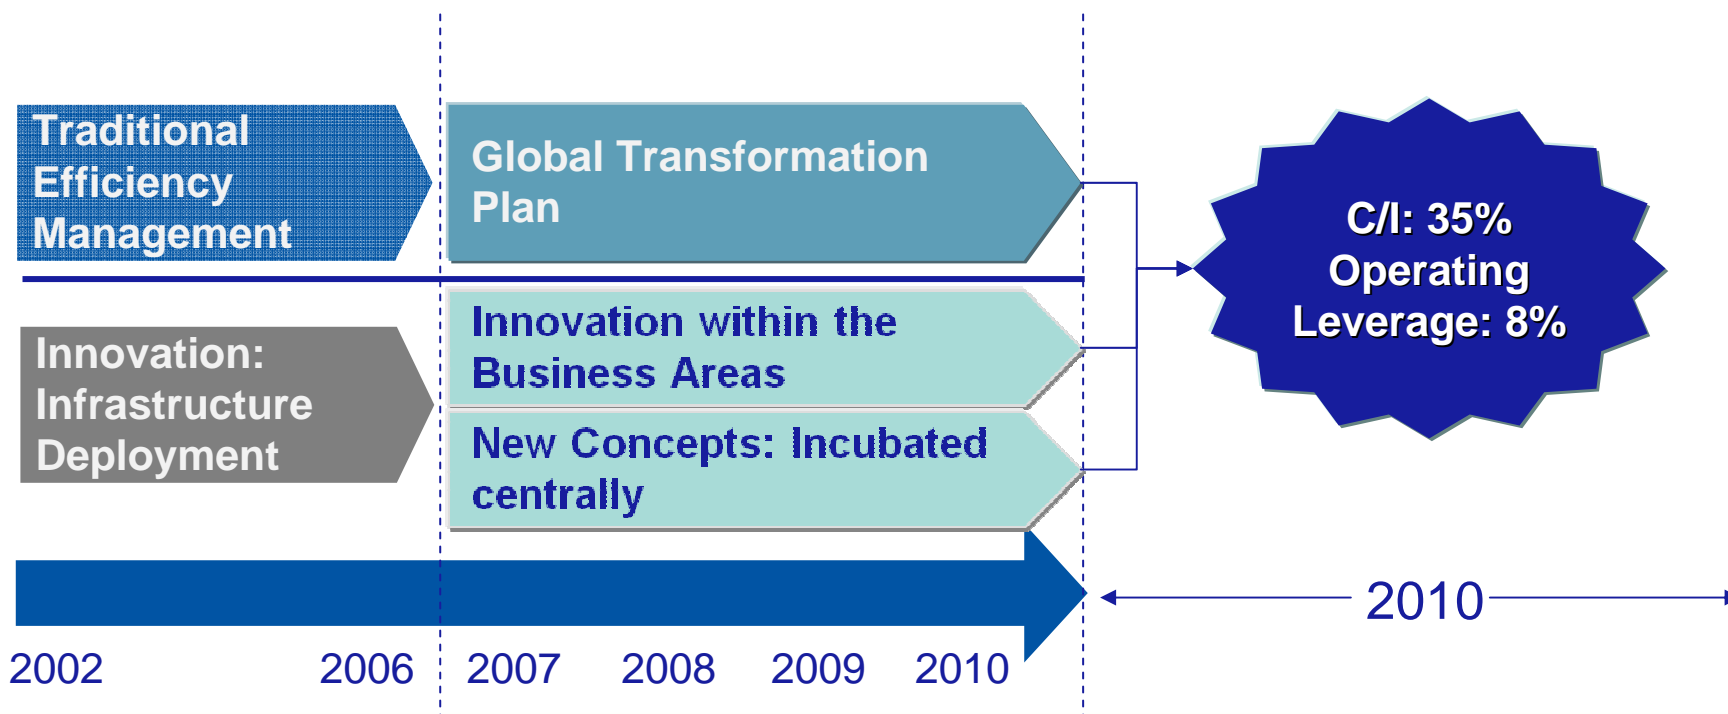 Traditional
Efficiency
Management
Global Transformation
Plan
C/I: 35%
Operating
Leverage: 8%
Innovation:
Infrastructure
Deployment
Innovation within the
Business Areas
New Concepts: Incubated
centrally
2010
2002 2006 2007 2008 2009 2010